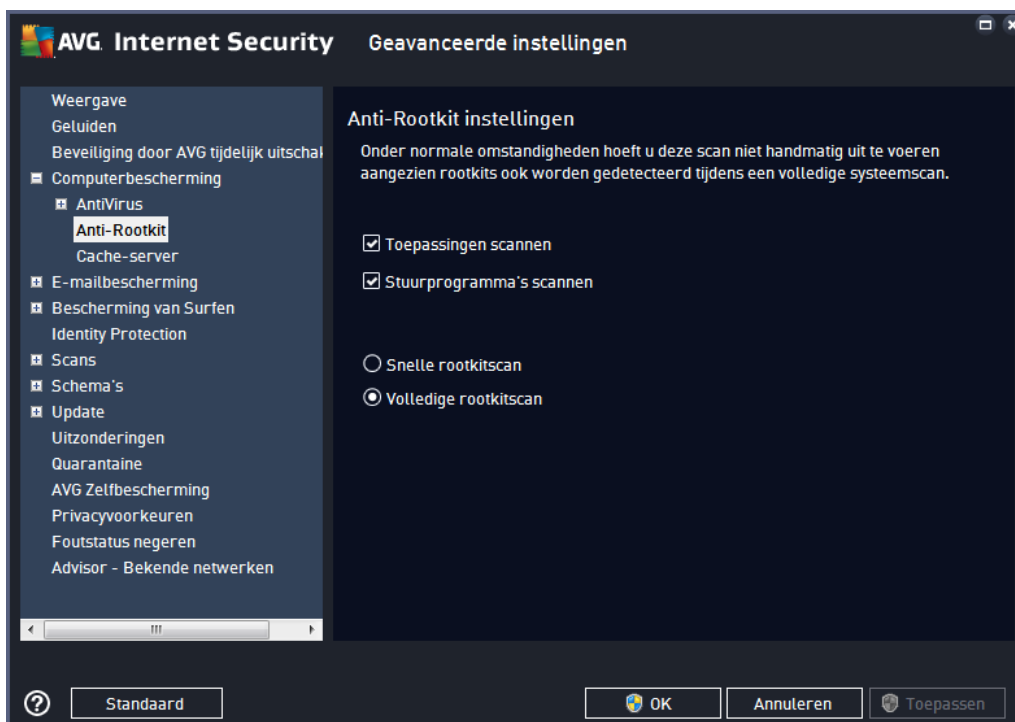 AVG Internet Security Geavanceerde instellingen
Weergave
Geluiden
Beveiliging door AVG tijdelijk uitschak
Computerbescherming
AntiVirus
Anti-Rootkit
Cache-server
E-mailbescherming
Bescherming van Surfen
Identity Protection
Scans
Schema's
Update
Uitzonderingen
Quarantaine
AVG Zelfbescherming
Privacyvoorkeuren
Foutstatus negeren
Advisor - Bekende netwerken
Anti-Rootkit instellingen
Onder normale omstandigheden hoeft u deze scan niet handmatig uit te voeren
aangezien rootkits ook worden gedetecteerd tijdens een volledige systeemscan.
Toepassingen scannen
Stuurprogramma's scannen
Snelle rootkitscan
Volledige rootkitscan
? Standaard OK Annuleren Toepassen